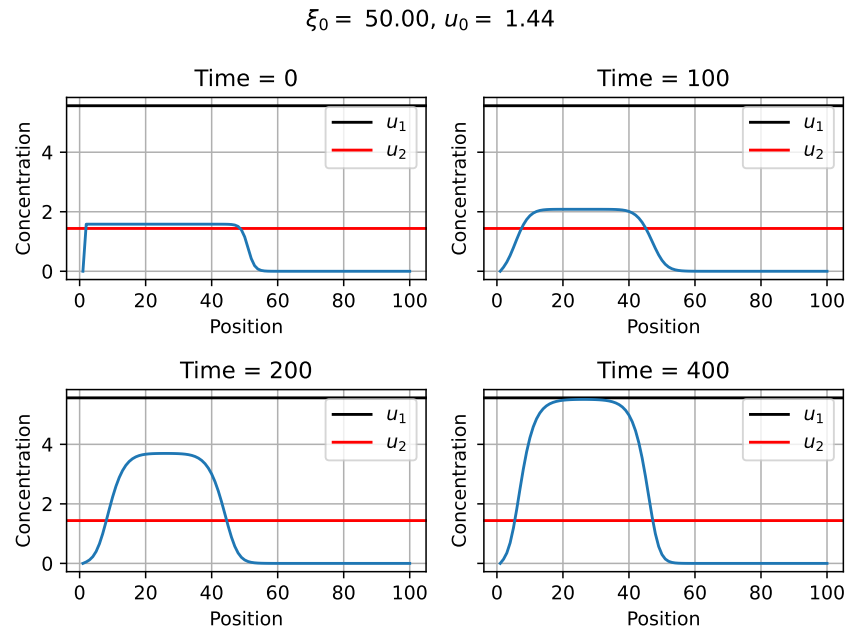 ξ₀ = 50.00, u₀ = 1.44
Time = 0
Concentration
4
2
0
u₁
u₂
0 20 40 60 80 100
Position
Time = 100
Concentration
u₁
u₂
0 20 40 60 80 100
Position
Time = 200
Concentration
4
2
0
u₁
u₂
0 20 40 60 80 100
Position
Time = 400
Concentration
u₁
u₂
0 20 40 60 80 100
Position